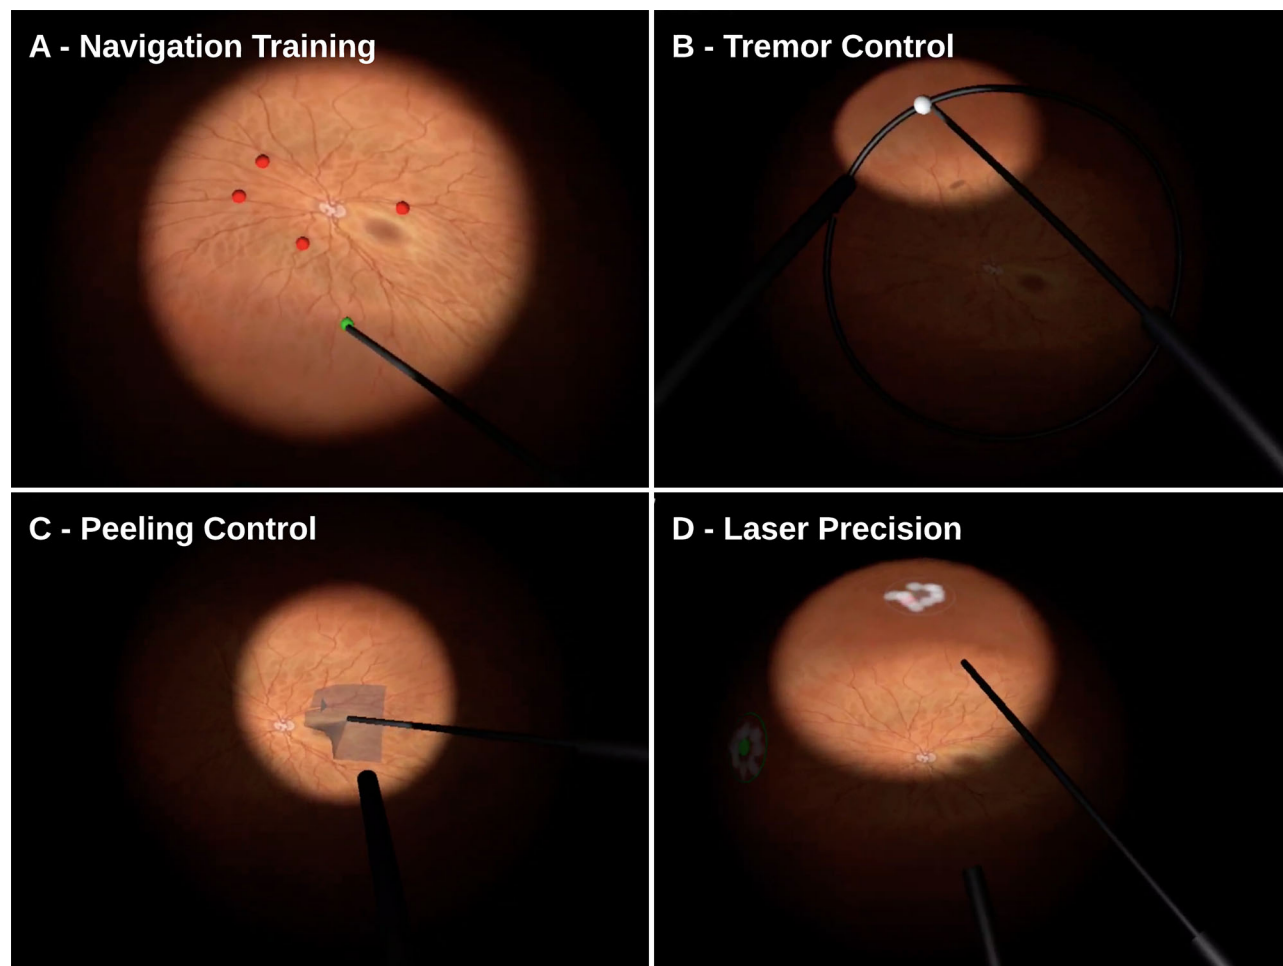 A - Navigation Training
B - Tremor Control
C - Peeling Control
D - Laser Precision